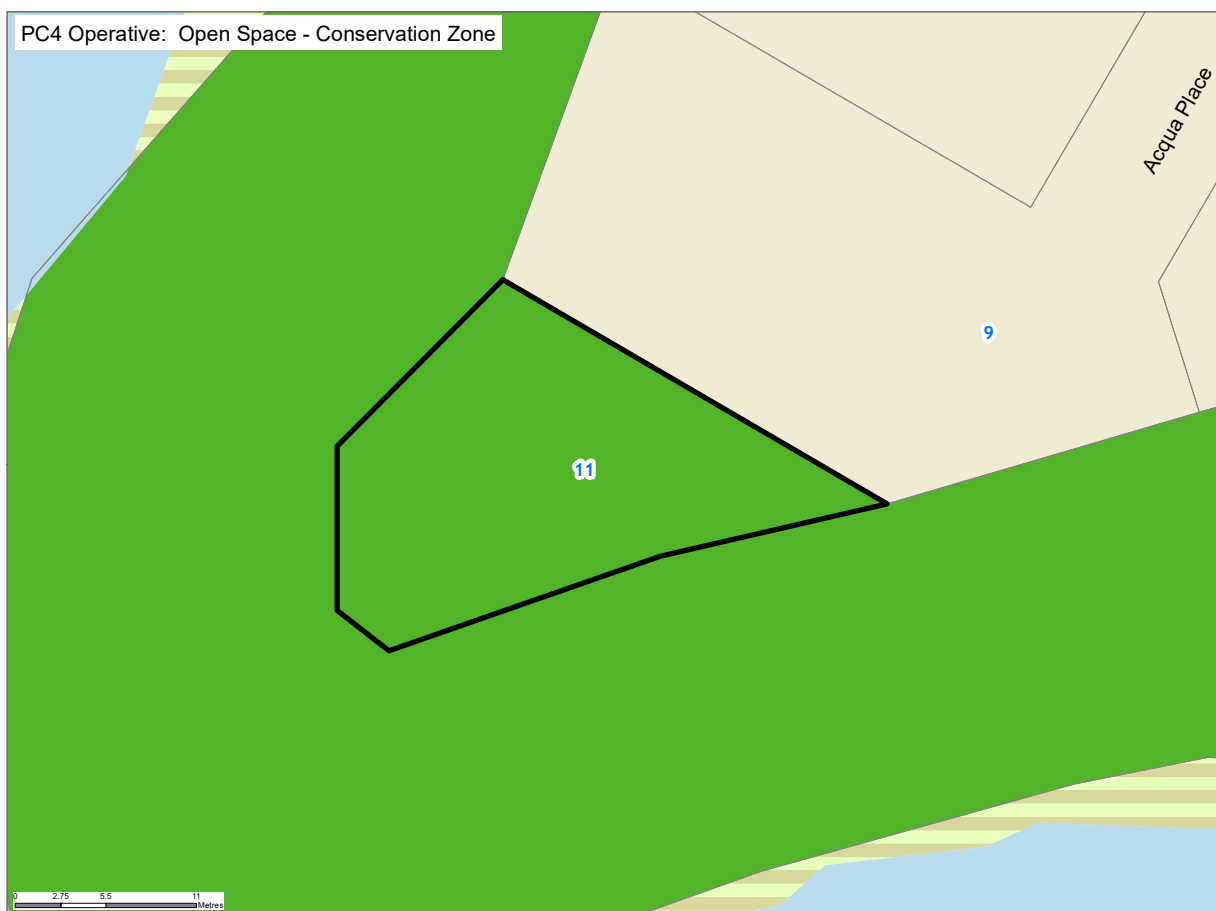 PC4 Operative:  Open Space - Conservation Zone
Acqua Place
9
11
0 2.75 5.5 11
Metres